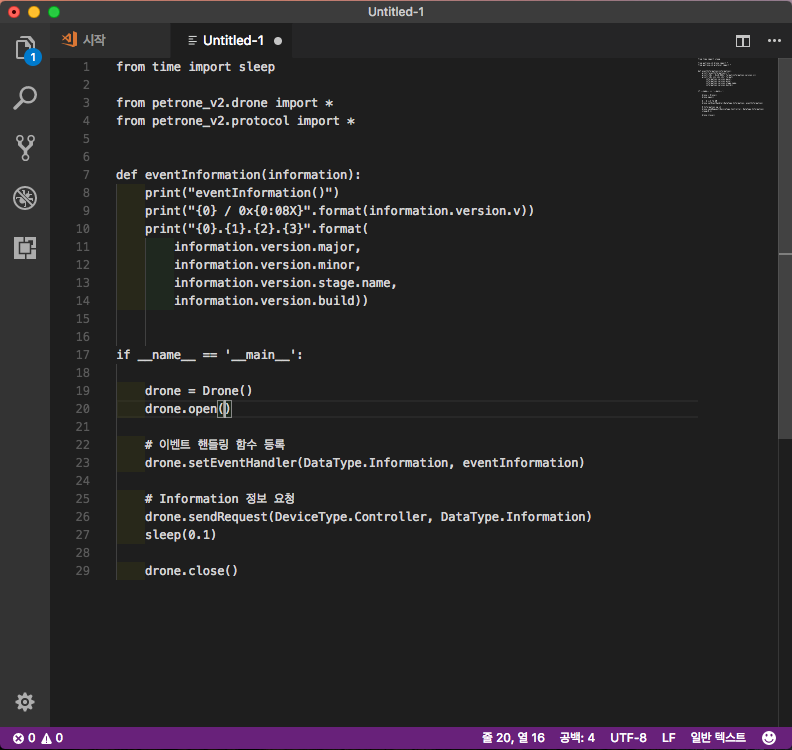 Untitled-1
시작
Untitled-1
1
1 from time import sleep
2
3 from petrone_v2.drone import *
4 from petrone_v2.protocol import *
5
6
7 def eventInformation(information):
8     print("eventInformation()")
9     print("{0} / 0x{0:08X}".format(information.version.v))
10     print("{0}.{1}.{2}.{3}".format(
11         information.version.major,
12         information.version.minor,
13         information.version.stage.name,
14         information.version.build))
15
16
17 if __name__ == '__main__':
18
19     drone = Drone()
20     drone.open()
21
22     # 이벤트 핸들링 함수 등록
23     drone.setEventHandler(DataType.Information, eventInformation)
24
25     # Information 정보 요청
26     drone.sendRequest(DeviceType.Controller, DataType.Information)
27     sleep(0.1)
28
29     drone.close()
0 0 줄 20, 열 16 공백: 4 UTF-8 LF 일반 텍스트